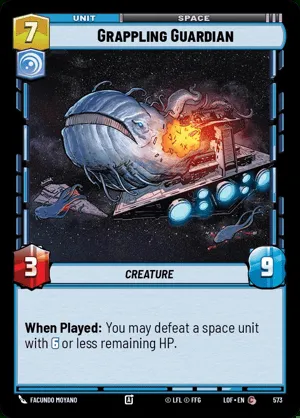 UNIT
SPACE
7
GRAPPLING GUARDIAN
3
9
CREATURE
When Played: You may defeat a space unit
with 6 or less remaining HP.
FACUNDO MOYANO
© LFL © FFG
LOF • EN
C
573